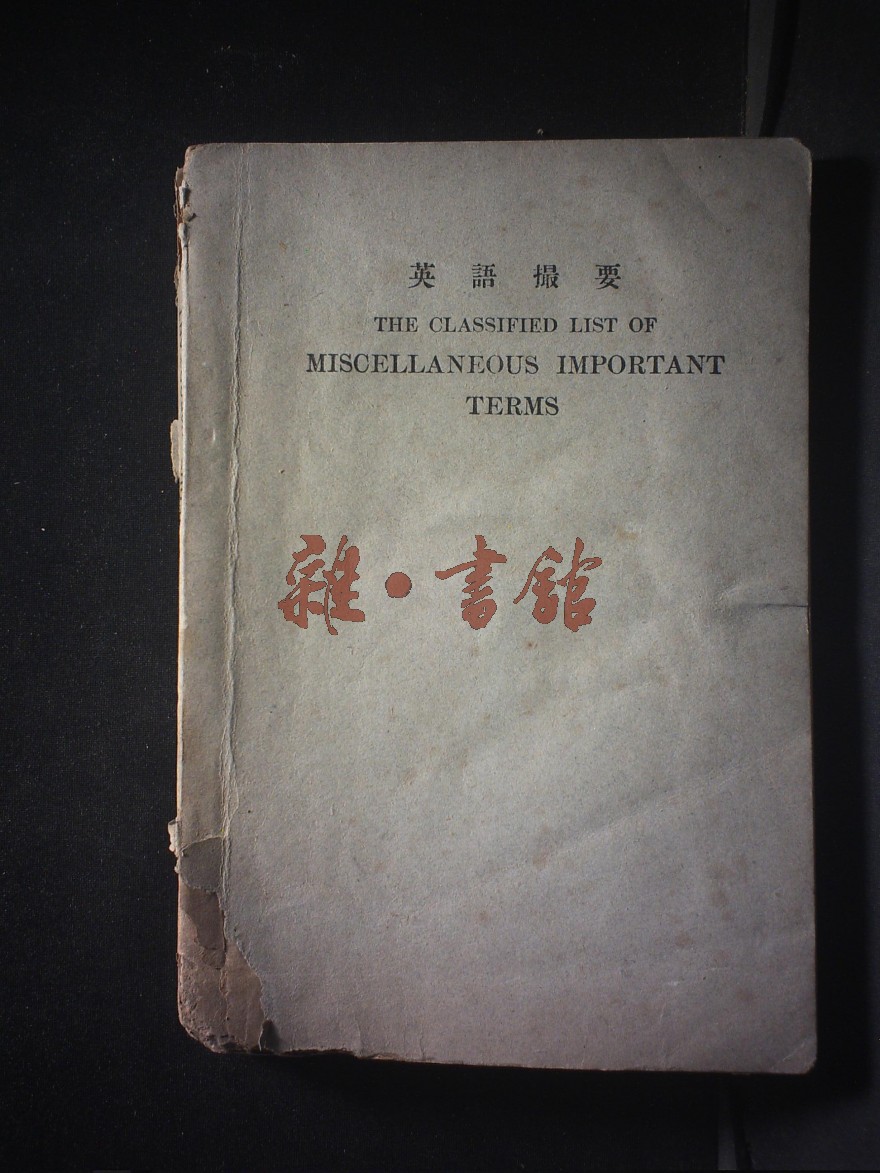 英語撮要
THE CLASSIFIED LIST OF
MISCELLANEOUS IMPORTANT
TERMS
雜·書館